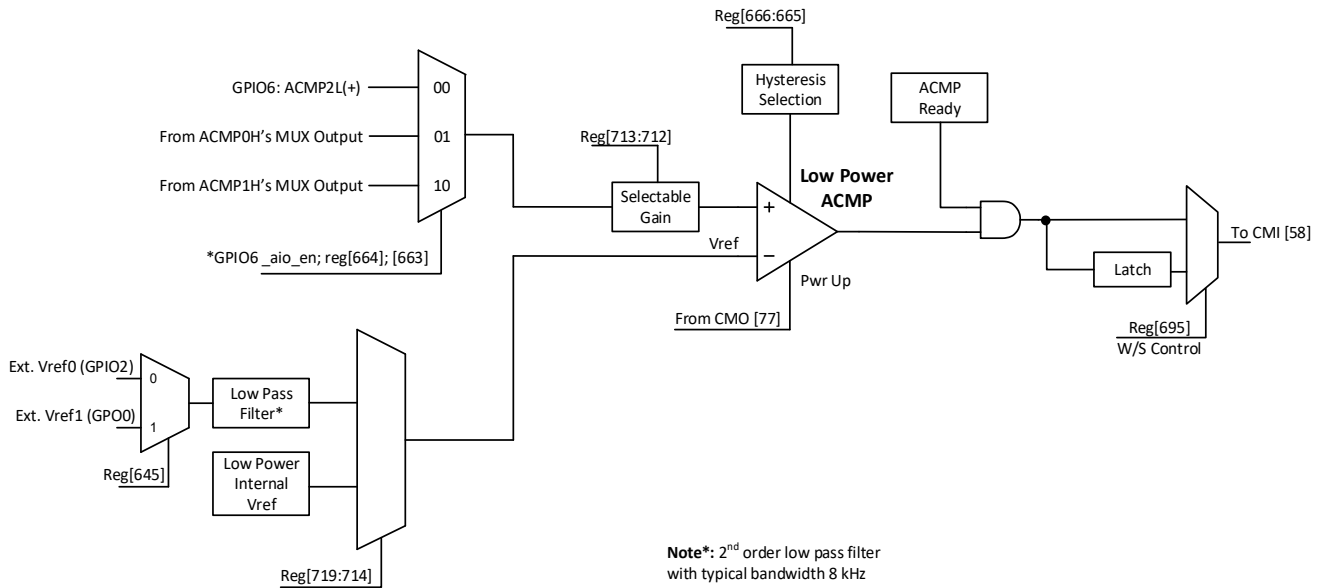 Reg[666:665]
GPIO6: ACMP2L(+)
00
Hysteresis
Selection
ACMP
Ready
From ACMP0H's MUX Output
01
Reg[713:712]
From ACMP1H's MUX Output
10
Selectable
Gain
Low Power
ACMP
+
Vref
−
To CMI [58]
*GPIO6 _aio_en; reg[664]; [663]
Pwr Up
Latch
From CMO [77]
Reg[695]
W/S Control
Ext. Vref0 (GPIO2)
0
Low Pass
Filter*
Ext. Vref1 (GPO0)
1
Reg[645]
Low Power
Internal
Vref
Reg[719:714]
Note*: 2nd order low pass filter
with typical bandwidth 8 kHz